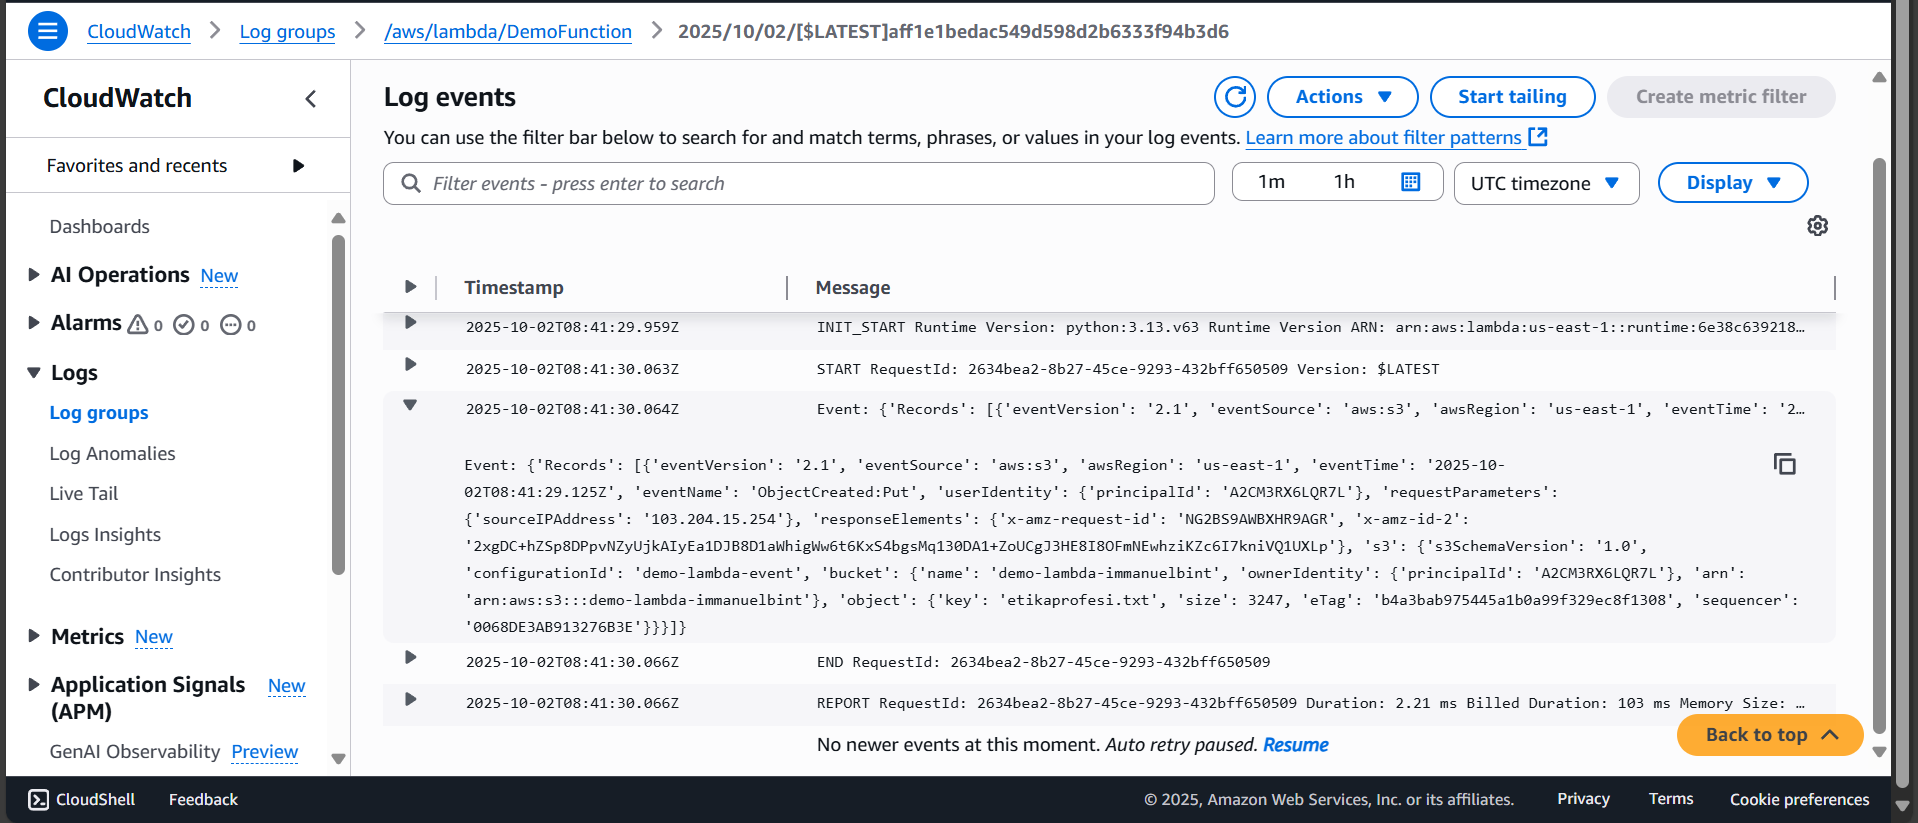 CloudWatch > Log groups > /aws/lambda/DemoFunction > 2025/10/02/[$LATEST]aff1e1bedac549d598d2b6333f94b3d6
CloudWatch
Favorites and recents
Dashboards
AI Operations New
Alarms 0 0 0
Logs
Log groups
Log Anomalies
Live Tail
Logs Insights
Contributor Insights
Metrics New
Application Signals New
(APM)
GenAI Observability Preview
Log events
Actions
Start tailing
Create metric filter
You can use the filter bar below to search for and match terms, phrases, or values in your log events. Learn more about filter patterns
Filter events - press enter to search
1m
1h
UTC timezone
Display
Timestamp
Message
2025-10-02T08:41:29.959Z INIT_START Runtime Version: python:3.13.v63 Runtime Version ARN: arn:aws:lambda:us-east-1::runtime:6e38c639218…
2025-10-02T08:41:30.063Z START RequestId: 2634bea2-8b27-45ce-9293-432bff650509 Version: $LATEST
2025-10-02T08:41:30.064Z Event: {'Records': [{'eventVersion': '2.1', 'eventSource': 'aws:s3', 'awsRegion': 'us-east-1', 'eventTime': '2…
Event: {'Records': [{'eventVersion': '2.1', 'eventSource': 'aws:s3', 'awsRegion': 'us-east-1', 'eventTime': '2025-10-
02T08:41:29.125Z', 'eventName': 'ObjectCreated:Put', 'userIdentity': {'principalId': 'A2CM3RX6LQR7L'}, 'requestParameters':
{'sourceIPAddress': '103.204.15.254'}, 'responseElements': {'x-amz-request-id': 'NG2BS9AWBXHR9AGR', 'x-amz-id-2':
'2xgDC+hZSp8DPpvNZyUjkAIyEa1DJB8D1aWhigWw6t6KxS4bgsMq130DA1+ZoUCgJ3HE8I8OFmNEwhziKZc6I7kniVQ1UXLp'}, 's3': {'s3SchemaVersion': '1.0',
'configurationId': 'demo-lambda-event', 'bucket': {'name': 'demo-lambda-immanuelbint', 'ownerIdentity': {'principalId': 'A2CM3RX6LQR7L'}, 'arn':
'arn:aws:s3:::demo-lambda-immanuelbint'}, 'object': {'key': 'etikaprofesi.txt', 'size': 3247, 'eTag': 'b4a3bab975445a1b0a99f329ec8f1308', 'sequencer':
'0068DE3AB913276B3E'}}}]}
2025-10-02T08:41:30.066Z END RequestId: 2634bea2-8b27-45ce-9293-432bff650509
2025-10-02T08:41:30.066Z REPORT RequestId: 2634bea2-8b27-45ce-9293-432bff650509 Duration: 2.21 ms Billed Duration: 103 ms Memory Size: …
No newer events at this moment. Auto retry paused. Resume
Back to top
CloudShell
Feedback
© 2025, Amazon Web Services, Inc. or its affiliates.
Privacy
Terms
Cookie preferences